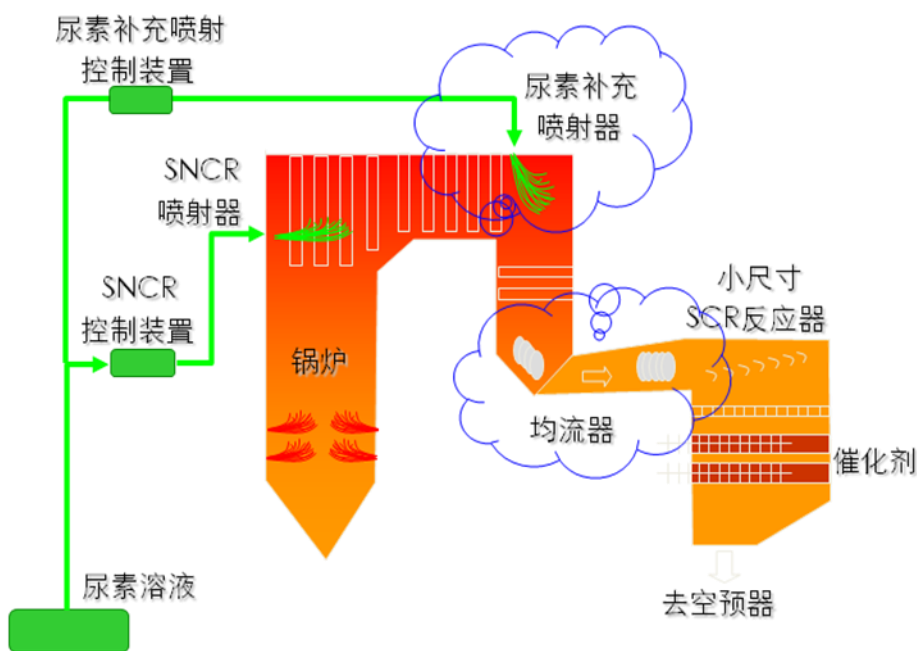 尿素补充喷射
控制装置
尿素补充
喷射器
SNCR
喷射器
SNCR
控制装置
小尺寸
SCR反应器
锅炉
均流器
催化剂
尿素溶液
去空预器